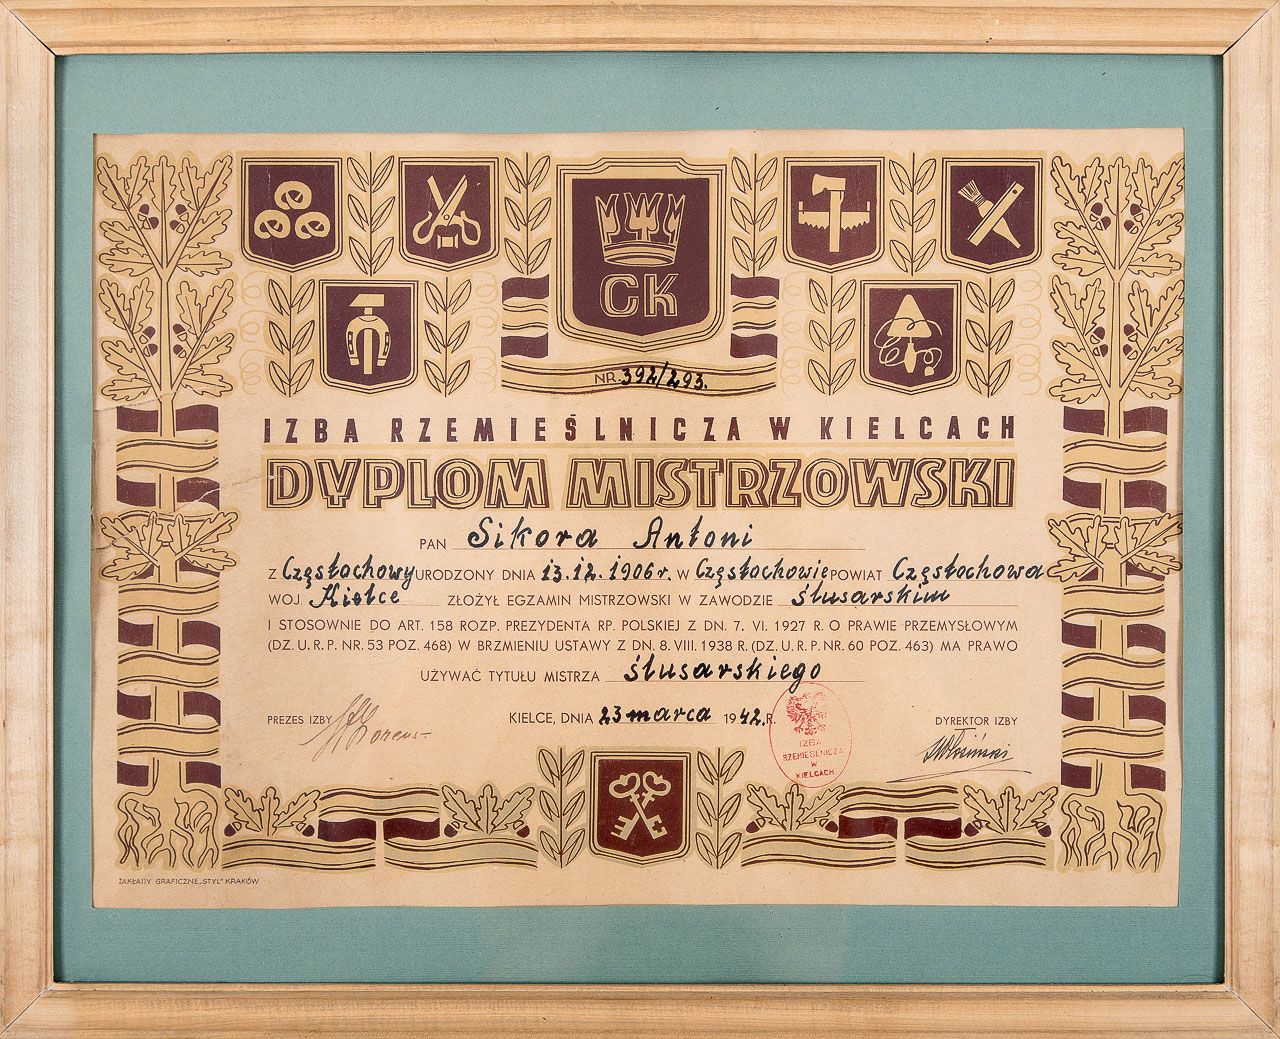 CK
NR. 392/293.
IZBA RZEMIEŚLNICZA W KIELCACH
DYPLOM MISTRZOWSKI
PAN Sikora Antoni
Z Częstochowy URODZONY DNIA 13.12.1906 r. W Częstochowie POWIAT Częstochowa
WOJ. Kielce ZŁOŻYŁ EGZAMIN MISTRZOWSKI W ZAWODZIE ślusarskim
I STOSOWNIE DO ART. 158 ROZP. PREZYDENTA RP. POLSKIEJ Z DN. 7. VI. 1927 R. O PRAWIE PRZEMYSŁOWYM
(DZ. U. R. P. NR. 53 POZ. 468) W BRZMIENIU USTAWY Z DN. 8. VIII. 1938 R. (DZ. U. R. P. NR. 60 POZ. 463) MA PRAWO
UŻYWAĆ TYTUŁU MISTRZA ślusarskiego
PREZES IZBY KIELCE, DNIA 23 marca 1942. R. DYREKTOR IZBY
IZBA
RZEMIEŚLNICZA
W
KIELCACH
ZAKŁADY GRAFICZNE „STYL" KRAKÓW